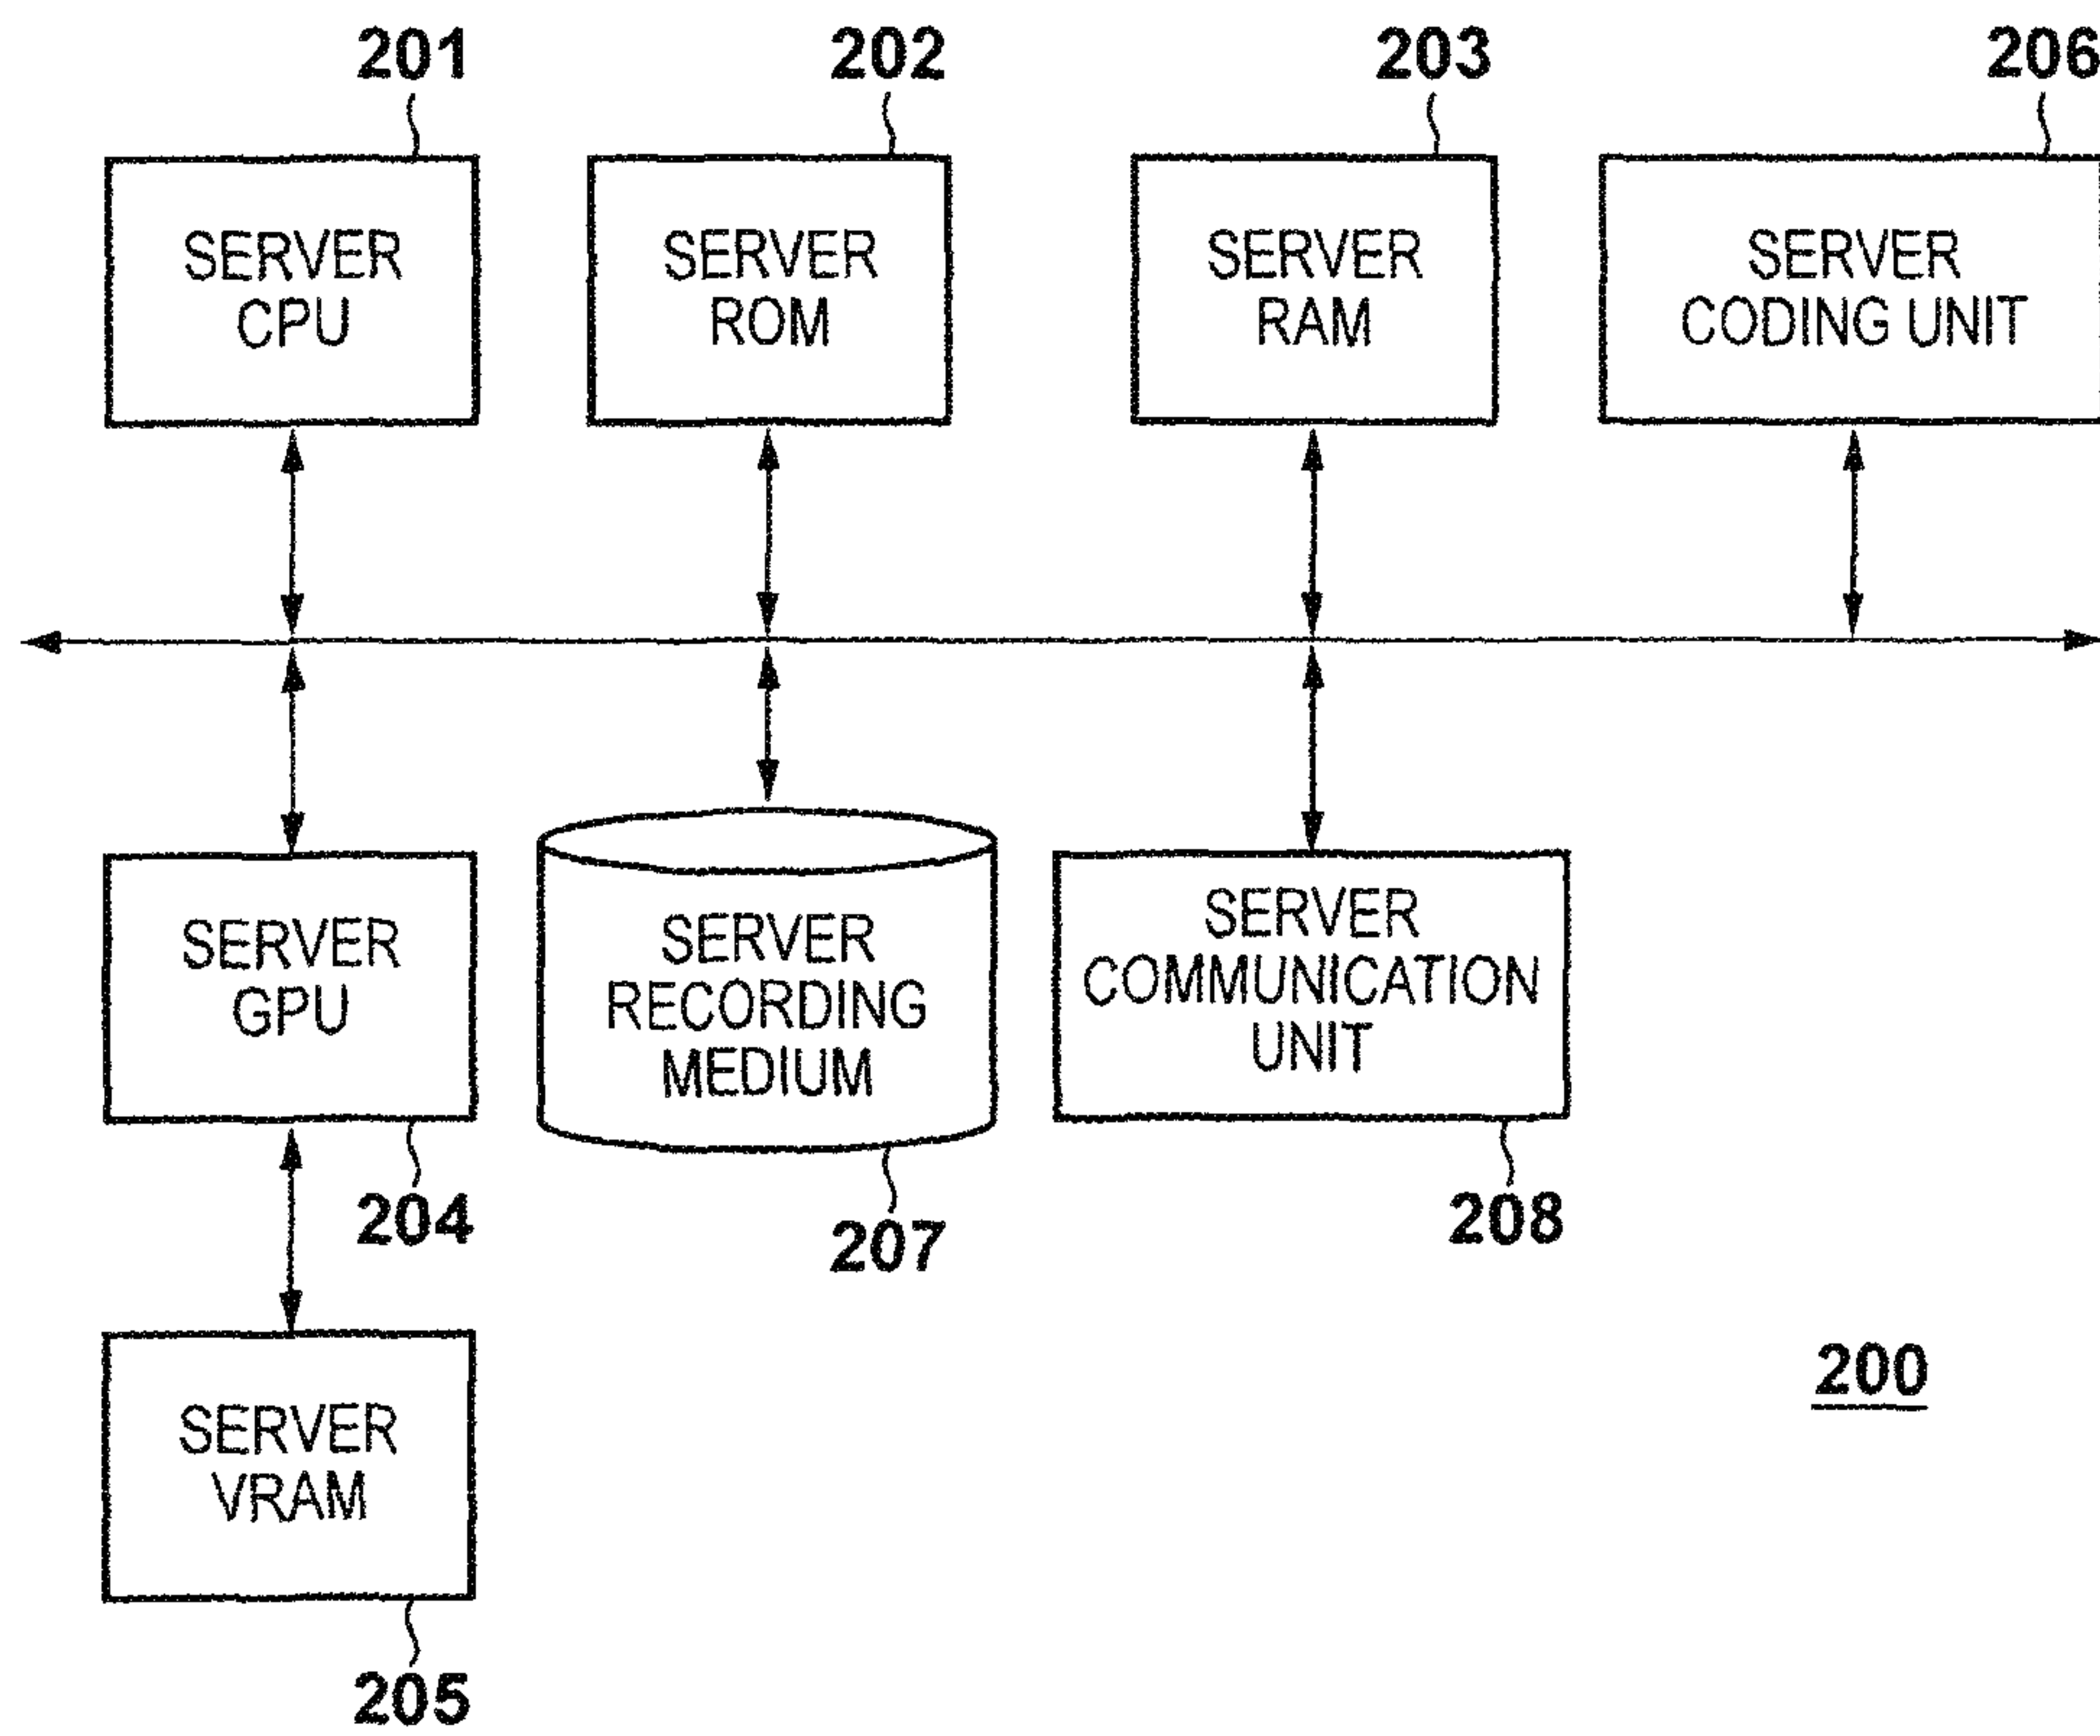 201
202
203
206
SERVER
CPU
SERVER
ROM
SERVER
RAM
SERVER
CODING UNIT
SERVER
GPU
SERVER
RECORDING
MEDIUM
SERVER
COMMUNICATION
UNIT
204
207
208
SERVER
VRAM
200
205